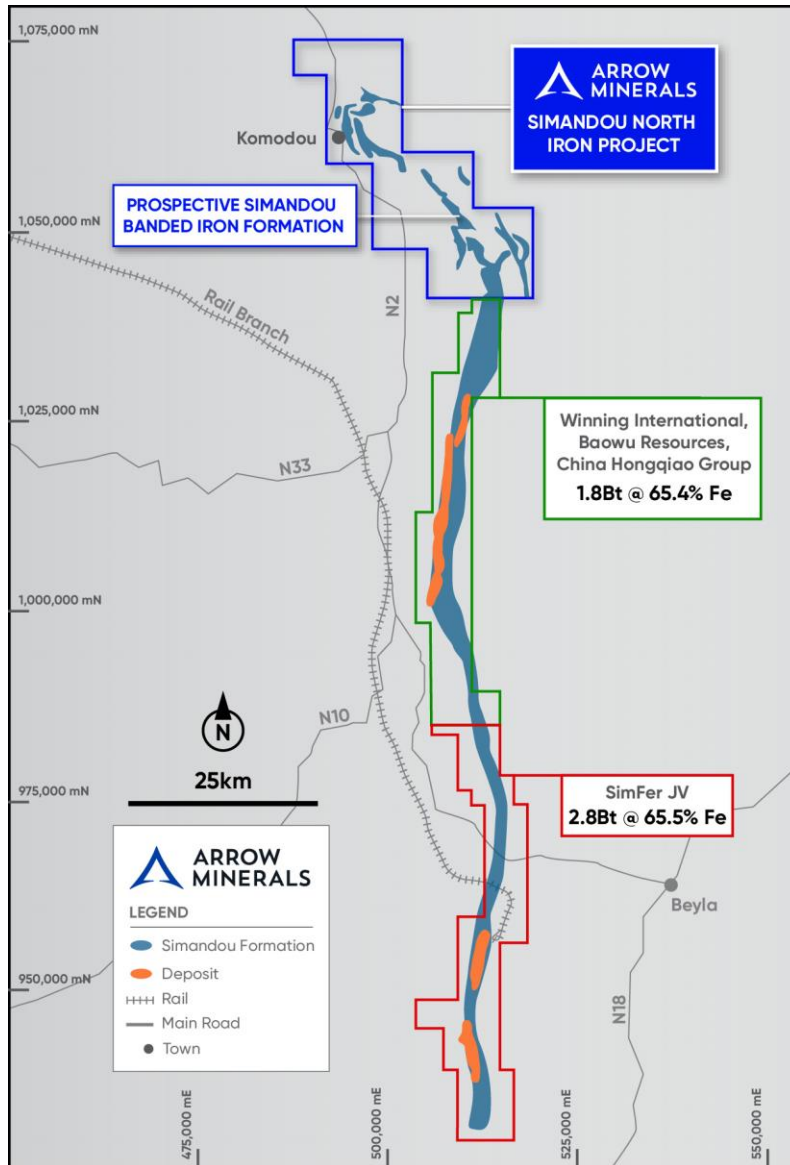 1,075,000 mN
ARROW
MINERALS
SIMANDOU NORTH
IRON PROJECT
Komodou
PROSPECTIVE SIMANDOU
BANDED IRON FORMATION
1,050,000 mN
Rail Branch
N2
1,025,000 mN
Winning International,
Baowu Resources,
China Hongqiao Group
1.8Bt @ 65.4% Fe
N33
1,000,000 mN
N10
N
25km
975,000 mN
SimFer JV
2.8Bt @ 65.5% Fe
ARROW
MINERALS
LEGEND
Simandou Formation
Deposit
Rail
Main Road
Town
Beyla
950,000 mN
N18
475,000 mE
500,000 mE
525,000 mE
550,000 mE